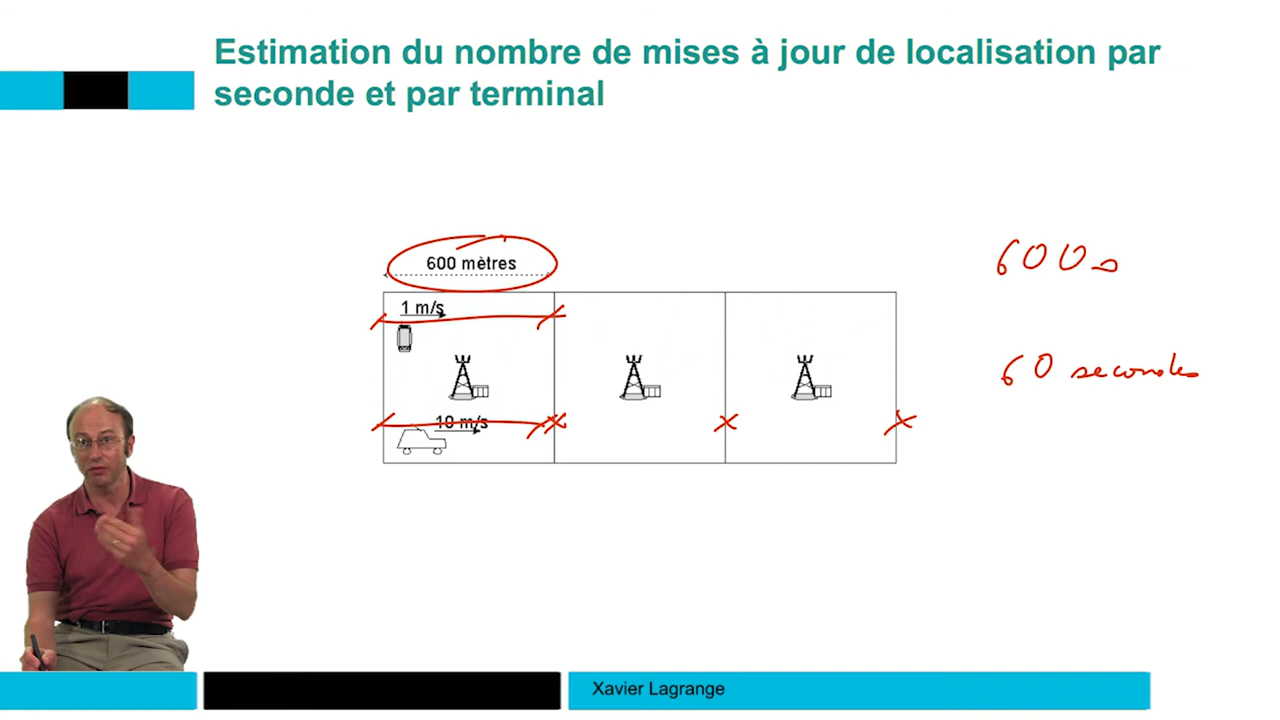 Estimation du nombre de mises à jour de localisation par
seconde et par terminal
600 mètres
600 s
1 m/s
60 secondes
10 m/s
Xavier Lagrange